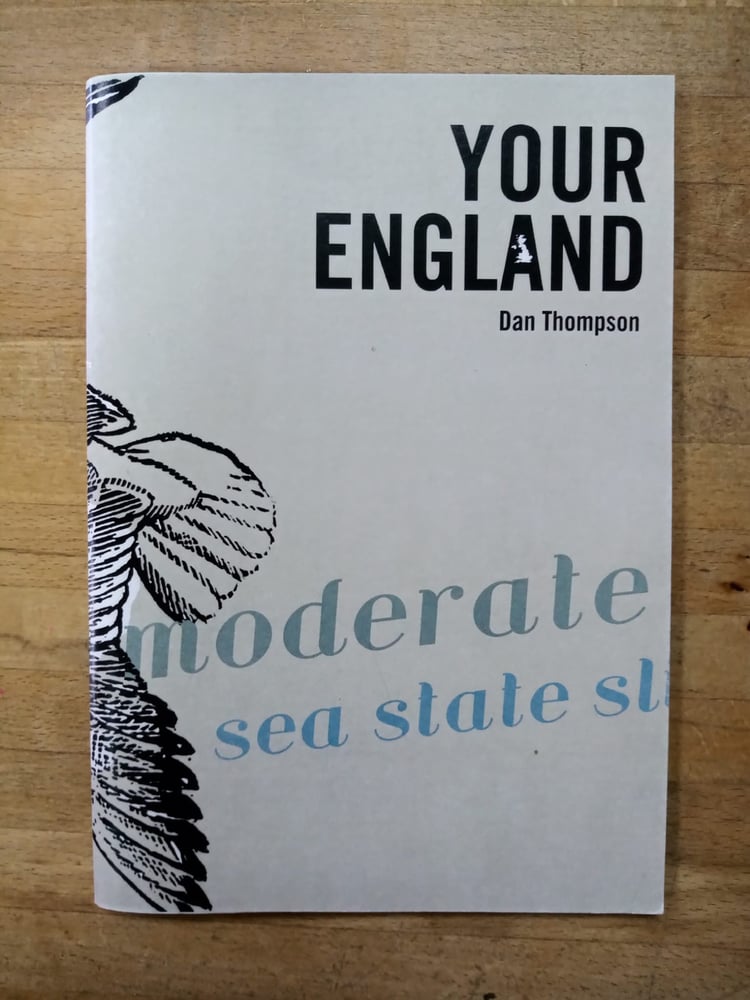 YOUR
ENGLAND
Dan Thompson
moderate
sea state